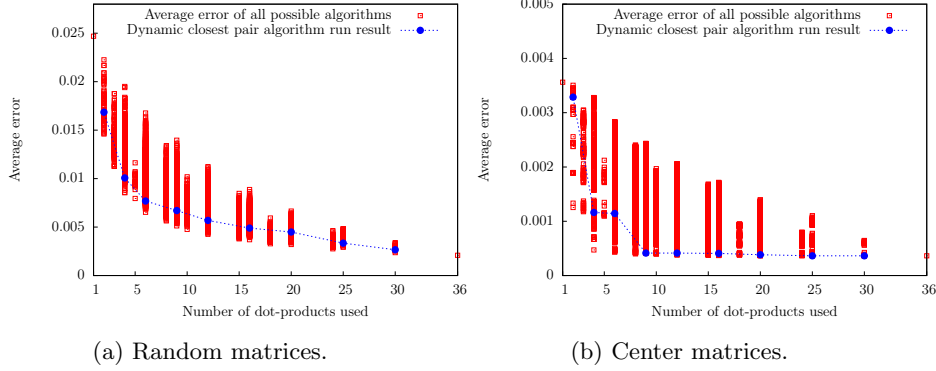 Average error of all possible algorithms
Dynamic closest pair algorithm run result
0.025
0.02
0.015
0.01
0.005
0
Average error
1 5 10 15 20 25 30 36
Number of dot-products used
(a) Random matrices.
Average error of all possible algorithms
Dynamic closest pair algorithm run result
0.005
0.004
0.003
0.002
0.001
0
Average error
1 5 10 15 20 25 30 36
Number of dot-products used
(b) Center matrices.